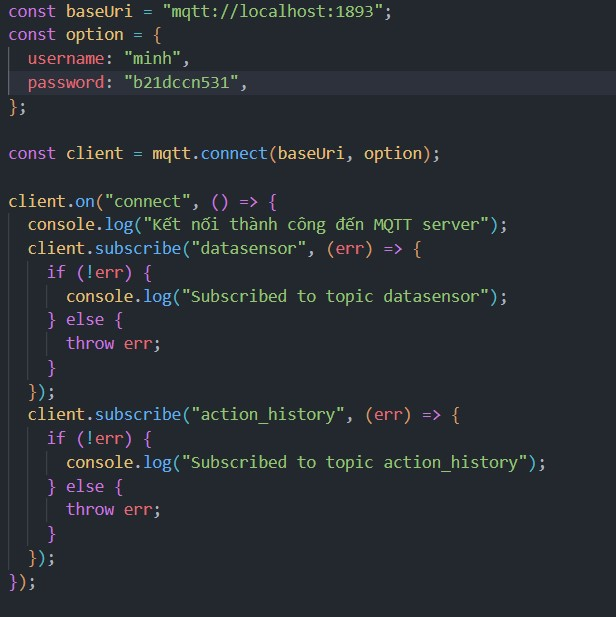 const baseUri = "mqtt://localhost:1893";
const option = {
  username: "minh",
  password: "b21dccn531",
};

const client = mqtt.connect(baseUri, option);

client.on("connect", () => {
  console.log("Kết nối thành công đến MQTT server");
  client.subscribe("datasensor", (err) => {
    if (!err) {
      console.log("Subscribed to topic datasensor");
    } else {
      throw err;
    }
  });
  client.subscribe("action_history", (err) => {
    if (!err) {
      console.log("Subscribed to topic action_history");
    } else {
      throw err;
    }
  });
});